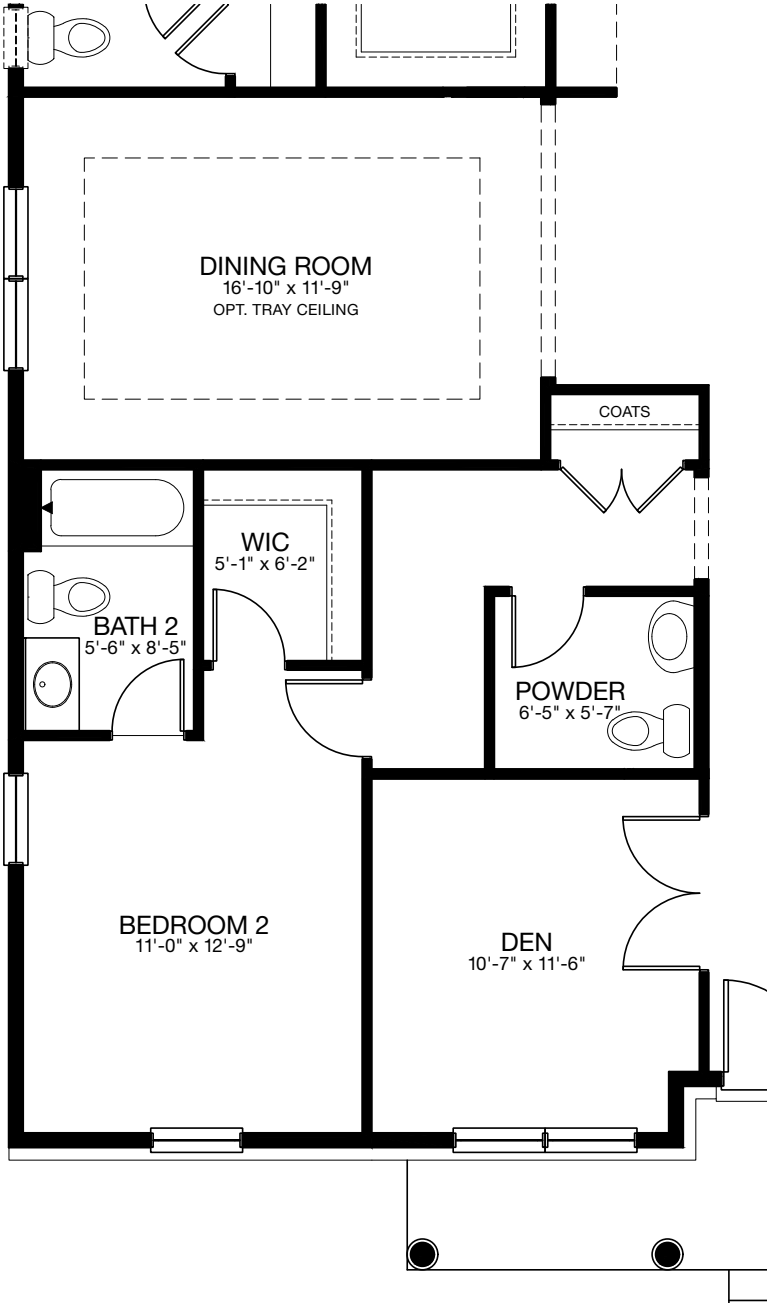 DINING ROOM
16'-10" x 11'-9"
OPT. TRAY CEILING
COATS
WIC
5'-1" x 6'-2"
BATH 2
5'-6" x 8'-5"
POWDER
6'-5" x 5'-7"
BEDROOM 2
11'-0" x 12'-9"
DEN
10'-7" x 11'-6"